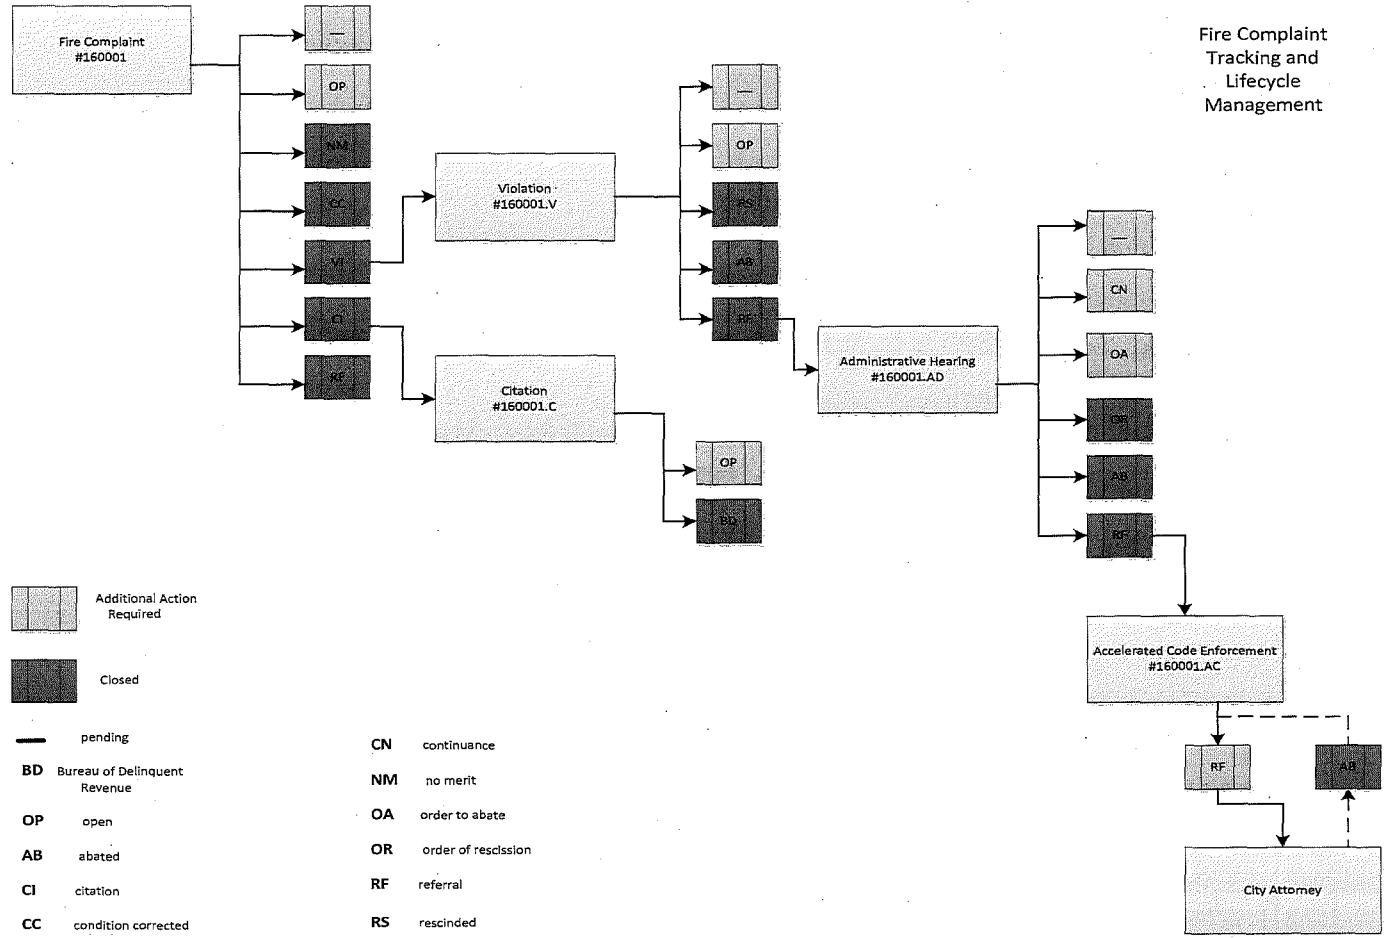 Fire Complaint
Tracking and
Lifecycle
Management
Fire Complaint
#160001
__
OP
NM
CC
VI
CI
RF
Violation
#160001.V
__
OP
RS
AB
RF
Citation
#160001.C
OP
BD
Administrative Hearing
#160001.AD
__
CN
OA
OR
AB
RF
Accelerated Code Enforcement
#160001.AC
RF
AB
City Attorney
Additional Action
Required
Closed
pending
BD Bureau of Delinquent
Revenue
OP open
AB abated
CI citation
CC condition corrected
CN continuance
NM no merit
OA order to abate
OR order of rescission
RF referral
RS rescinded